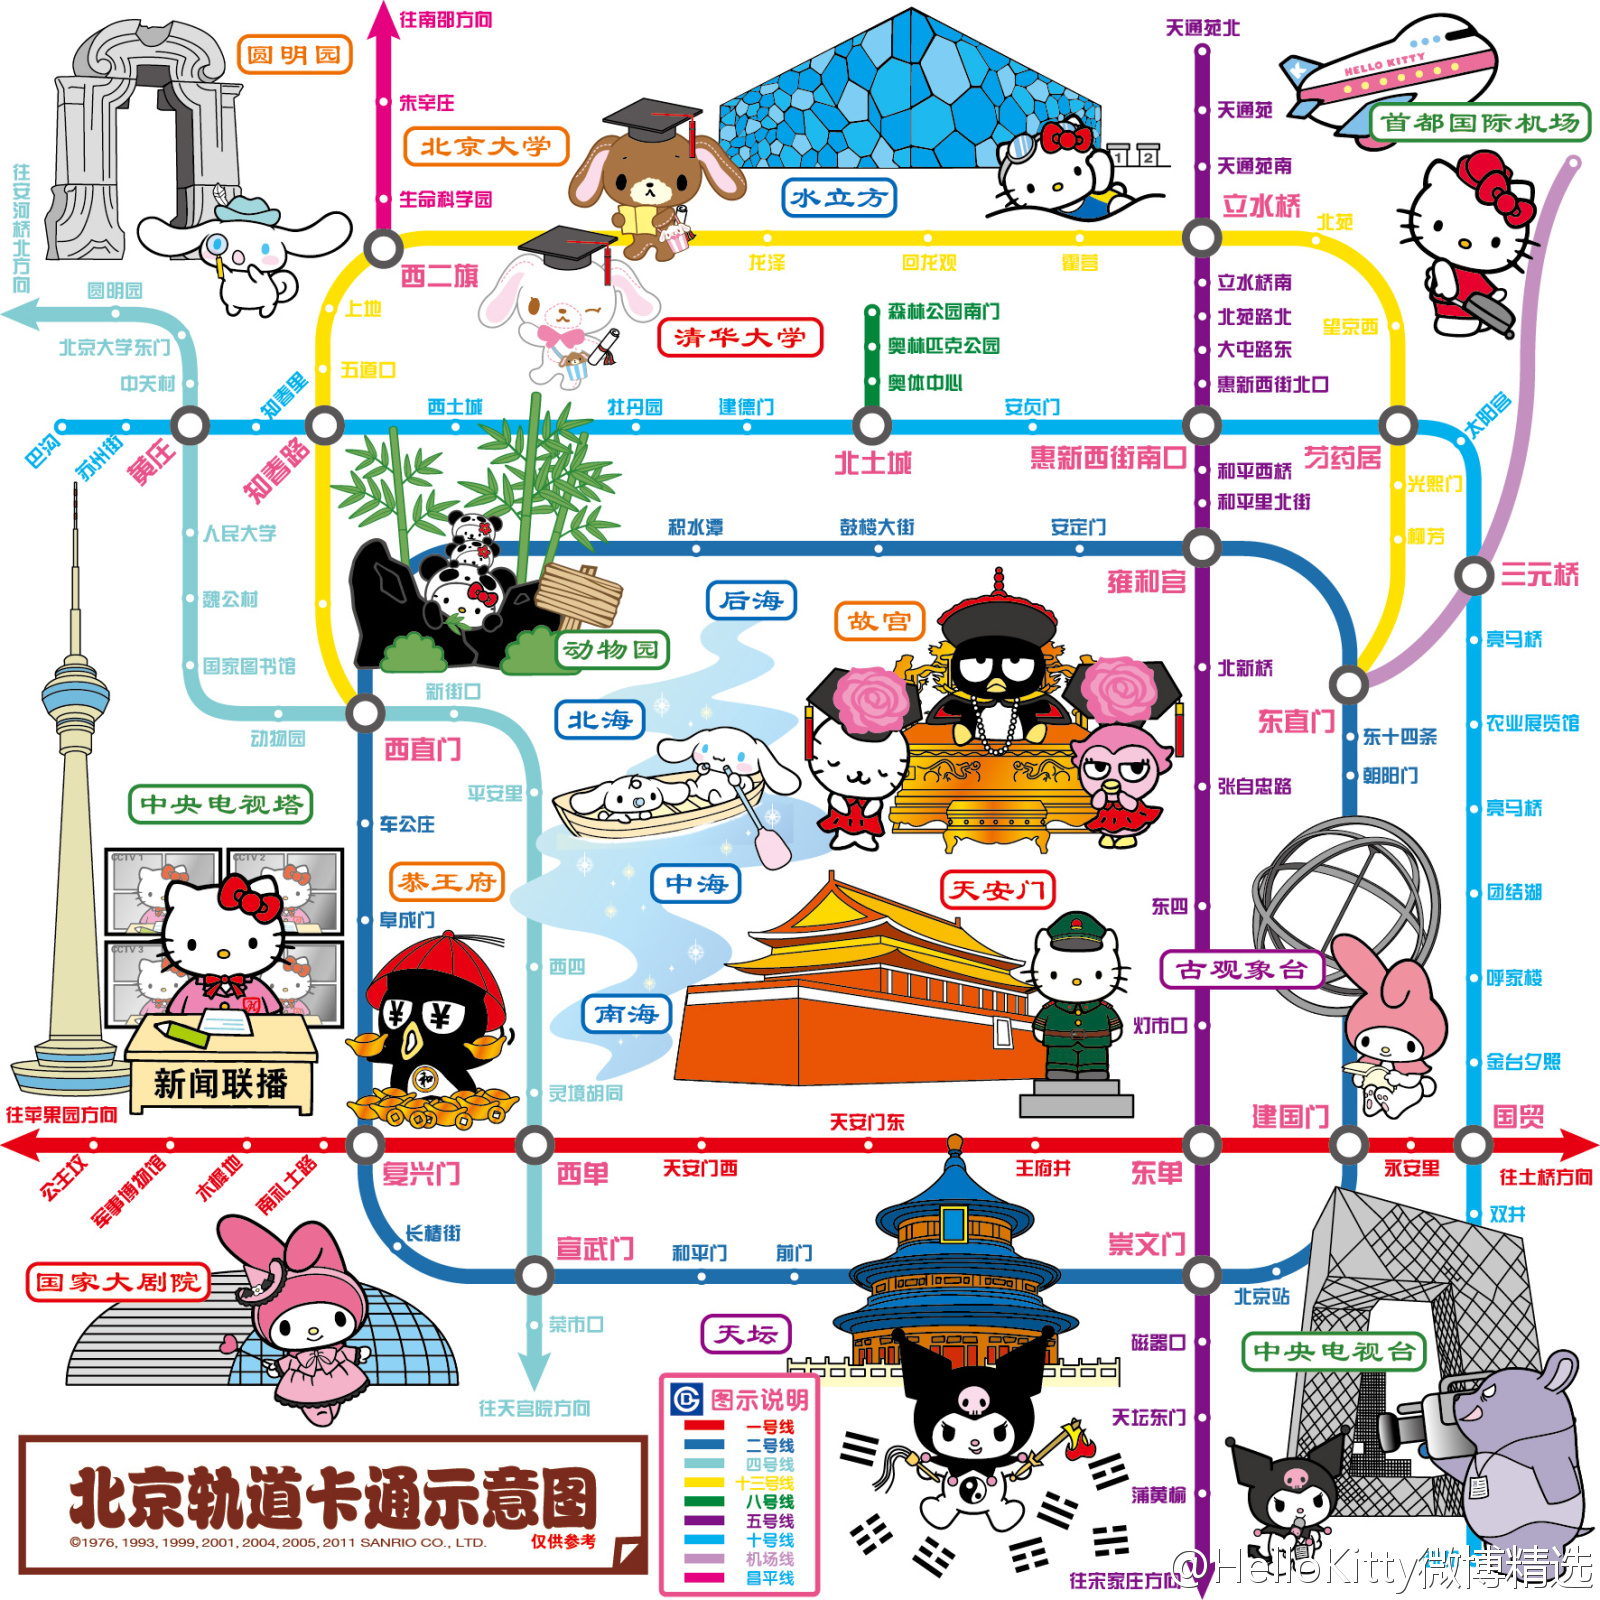 往南邵方向
天通苑北
圆明园
HELLO KITTY
朱辛庄
天通苑
首都国际机场
北京大学
1 2
天通苑南
往安河桥北方向
生命科学园
水立方
立水桥
北苑
西二旗
龙泽
回龙观
霍营
圆明园
上地
立水桥南
森林公园南门
北苑路北
望京西
北京大学东门
清华大学
奥林匹克公园
大屯路东
中关村
五道口
奥体中心
惠新西街北口
知春里
西土城
牡丹园
建德门
安贞门
太阳宫
巴沟
苏州街
黄庄
知春路
北土城
惠新西街南口
芍药居
和平西桥
光熙门
和平里北街
人民大学
积水潭
鼓楼大街
安定门
柳芳
雍和宫
三元桥
魏公村
后海
故宫
亮马桥
动物园
国家图书馆
北新桥
新街口
北海
东直门
农业展览馆
动物园
西直门
东十四条
朝阳门
平安里
张自忠路
中央电视塔
亮马桥
车公庄
CCTV 1
CCTV 2
恭王府
中海
天安门
团结湖
阜成门
东四
CCTV 3
西四
古观象台
呼家楼
南海
灯市口
¥ ¥
和
金台夕照
新闻联播
灵境胡同
往苹果园方向
天安门东
建国门
国贸
公主坟
军事博物馆
木樨地
南礼士路
复兴门
西单
天安门西
王府井
东单
永安里
往土桥方向
双井
长椿街
宣武门
和平门
前门
崇文门
国家大剧院
北京站
菜市口
天坛
磁器口
中央电视台
往天宫院方向
图示说明
天坛东门
一号线
二号线
四号线
十三号线
八号线
五号线
十号线
机场线
昌平线
蒲黄榆
北京轨道卡通示意图
©1976, 1993, 1999, 2001, 2004, 2005, 2011 SANRIO CO., LTD.
仅供参考
往宋家庄方向
@HelloKitty微博精选